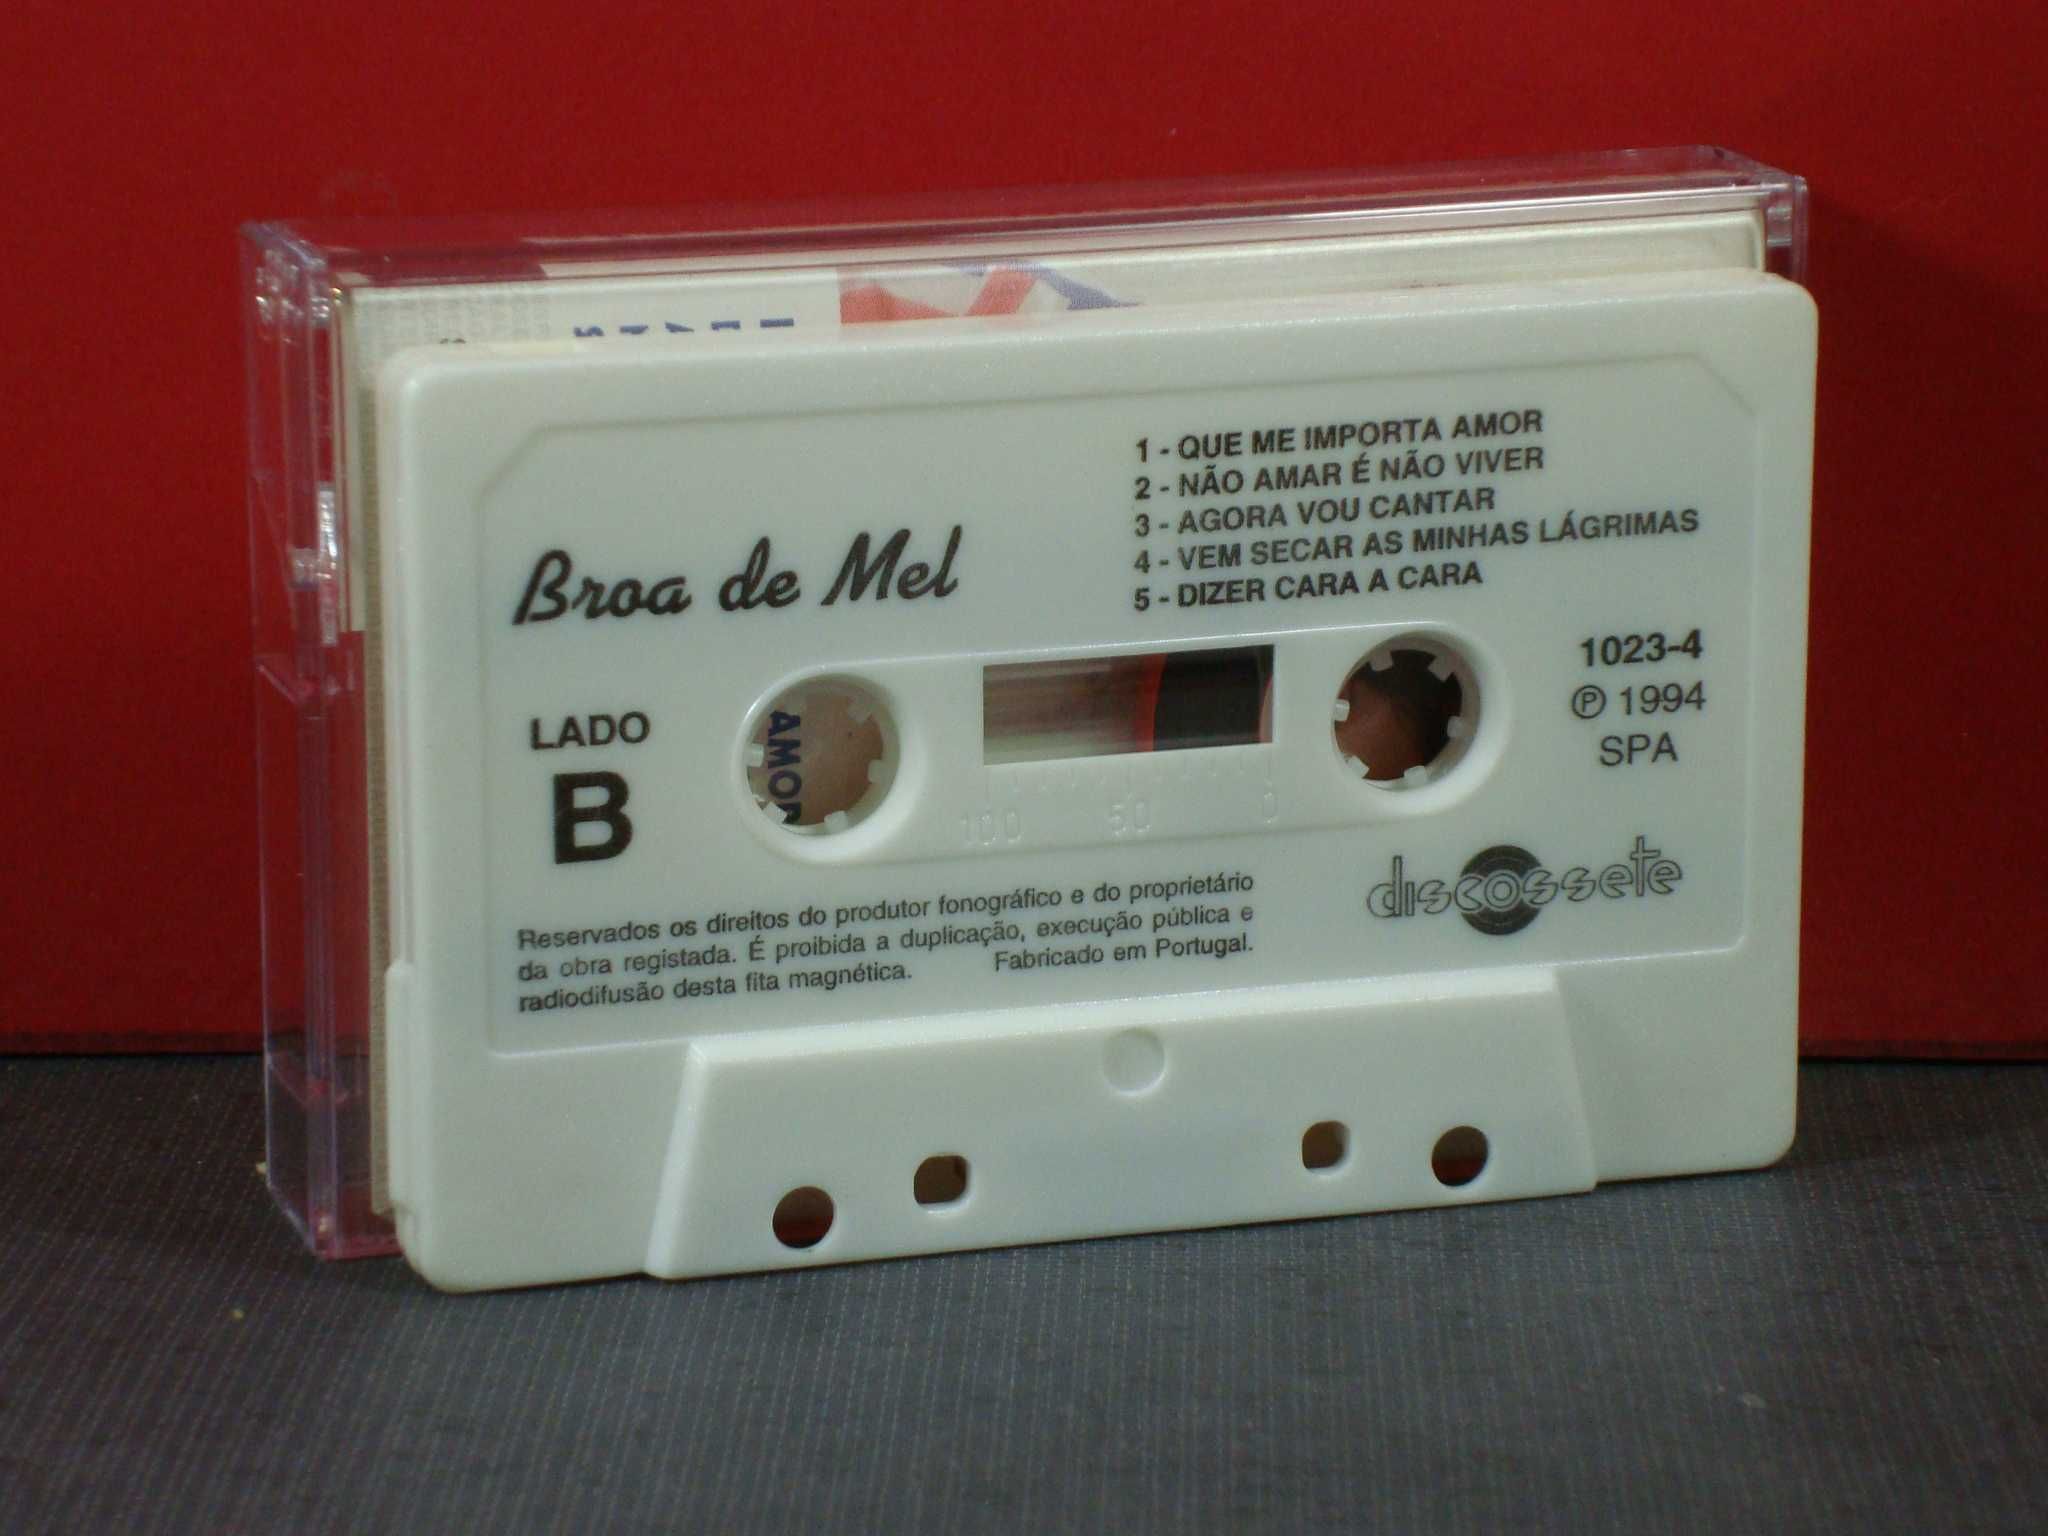 Broa de Mel
1 - QUE ME IMPORTA AMOR
2 - NÃO AMAR É NÃO VIVER
3 - AGORA VOU CANTAR
4 - VEM SECAR AS MINHAS LÁGRIMAS
5 - DIZER CARA A CARA
LADO
B
AMOR
100 50 0
1023-4
Ⓟ 1994
SPA
discossete
Reservados os direitos do produtor fonográfico e do proprietário
da obra registada. É proibida a duplicação, execução pública e
radiodifusão desta fita magnética. Fabricado em Portugal.